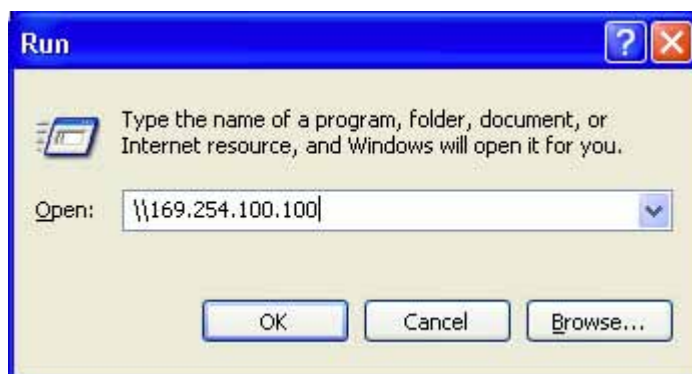 Run
Type the name of a program, folder, document, or
Internet resource, and Windows will open it for you.
Open: \\169.254.100.100
OK Cancel Browse...